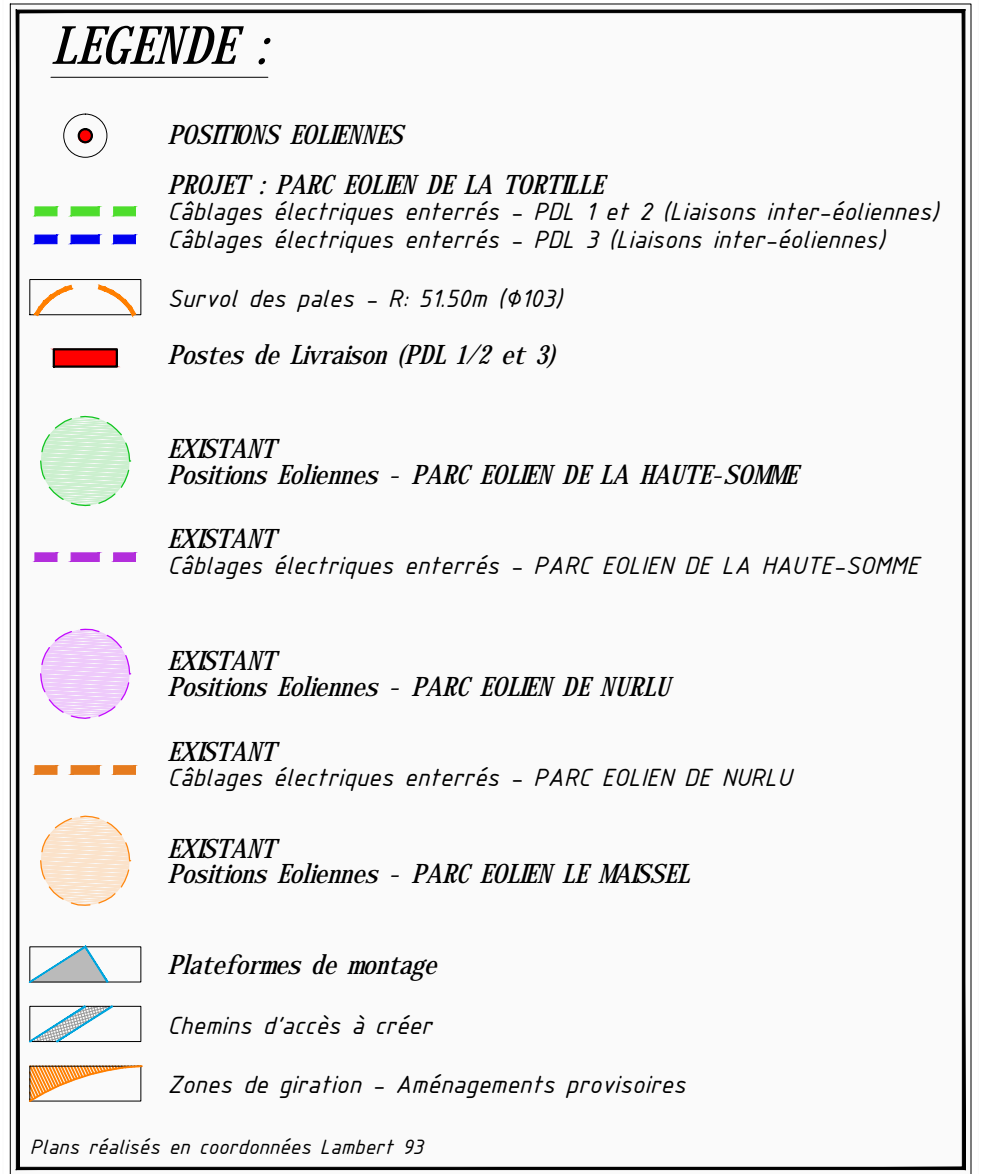 LEGENDE :
POSITIONS EOLIENNES
PROJET : PARC EOLIEN DE LA TORTILLE
Câblages électriques enterrés - PDL 1 et 2 (Liaisons inter-éoliennes)
Câblages électriques enterrés - PDL 3 (Liaisons inter-éoliennes)
Survol des pales - R: 51.50m (Φ103)
Postes de Livraison (PDL 1/2 et 3)
EXISTANT
Positions Eoliennes - PARC EOLIEN DE LA HAUTE-SOMME
EXISTANT
Câblages électriques enterrés - PARC EOLIEN DE LA HAUTE-SOMME
EXISTANT
Positions Eoliennes - PARC EOLIEN DE NURLU
EXISTANT
Câblages électriques enterrés - PARC EOLIEN DE NURLU
EXISTANT
Positions Eoliennes - PARC EOLIEN LE MAISSEL
Plateformes de montage
Chemins d'accès à créer
Zones de giration - Aménagements provisoires
Plans réalisés en coordonnées Lambert 93